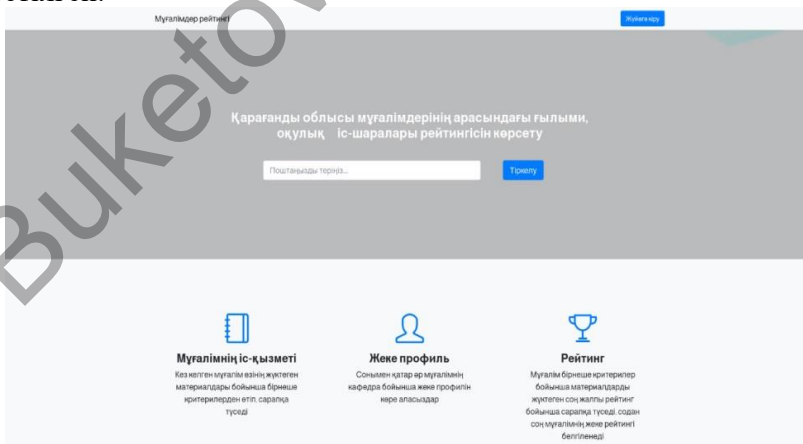 Мұғалімдер рейтингі
Жүйеге кіру
Қарағанды облысы мұғалімдерінің арасындағы ғылыми,
оқулық іс-шаралары рейтингісін көрсету
Поштаңызды теріңіз...
Тіркелу
Мұғалімнің іс-қызметі
Кез келген мұғалім өзінің жүктеген
материалдары бойынша бірнеше
критерилерден өтіп, сарапқа
түседі
Жеке профиль
Сонымен қатар әр мұғалімнің
кафедра бойынша жеке профилін
көре аласыздар
Рейтинг
Мұғалім бірнеше критерилер
бойынша материалдарды
жүктеген соң жалпы рейтинг
бойынша сарапқа түседі, содан
соң мұғалімнің жеке рейтингі
белгіленеді
Buketov